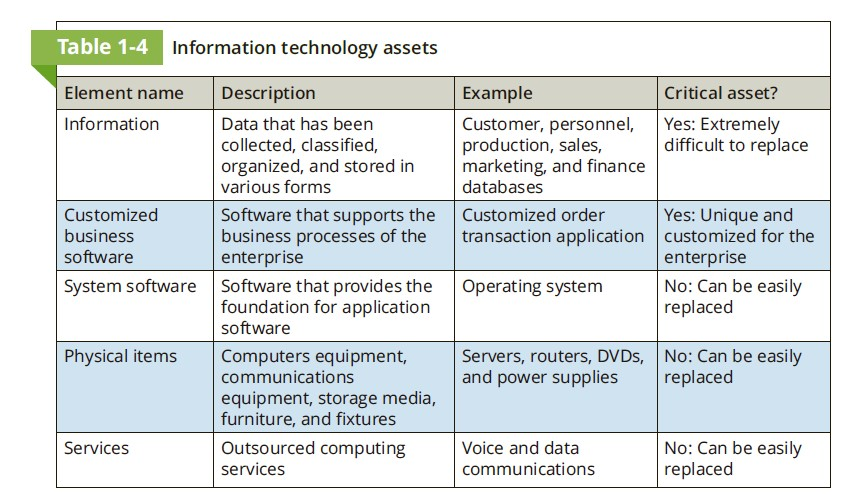 Table 1-4 Information technology assets
Element name Description Example Critical asset?
Information
Data that has been
collected, classified,
organized, and stored in
various forms
Customer, personnel,
production, sales,
marketing, and finance
databases
Yes: Extremely
difficult to replace
Customized
business
software
Software that supports the
business processes of the
enterprise
Customized order
transaction application
Yes: Unique and
customized for the
enterprise
System software
Software that provides the
foundation for application
software
Operating system
No: Can be easily
replaced
Physical items
Computers equipment,
communications
equipment, storage media,
furniture, and fixtures
Servers, routers, DVDs,
and power supplies
No: Can be easily
replaced
Services
Outsourced computing
services
Voice and data
communications
No: Can be easily
replaced